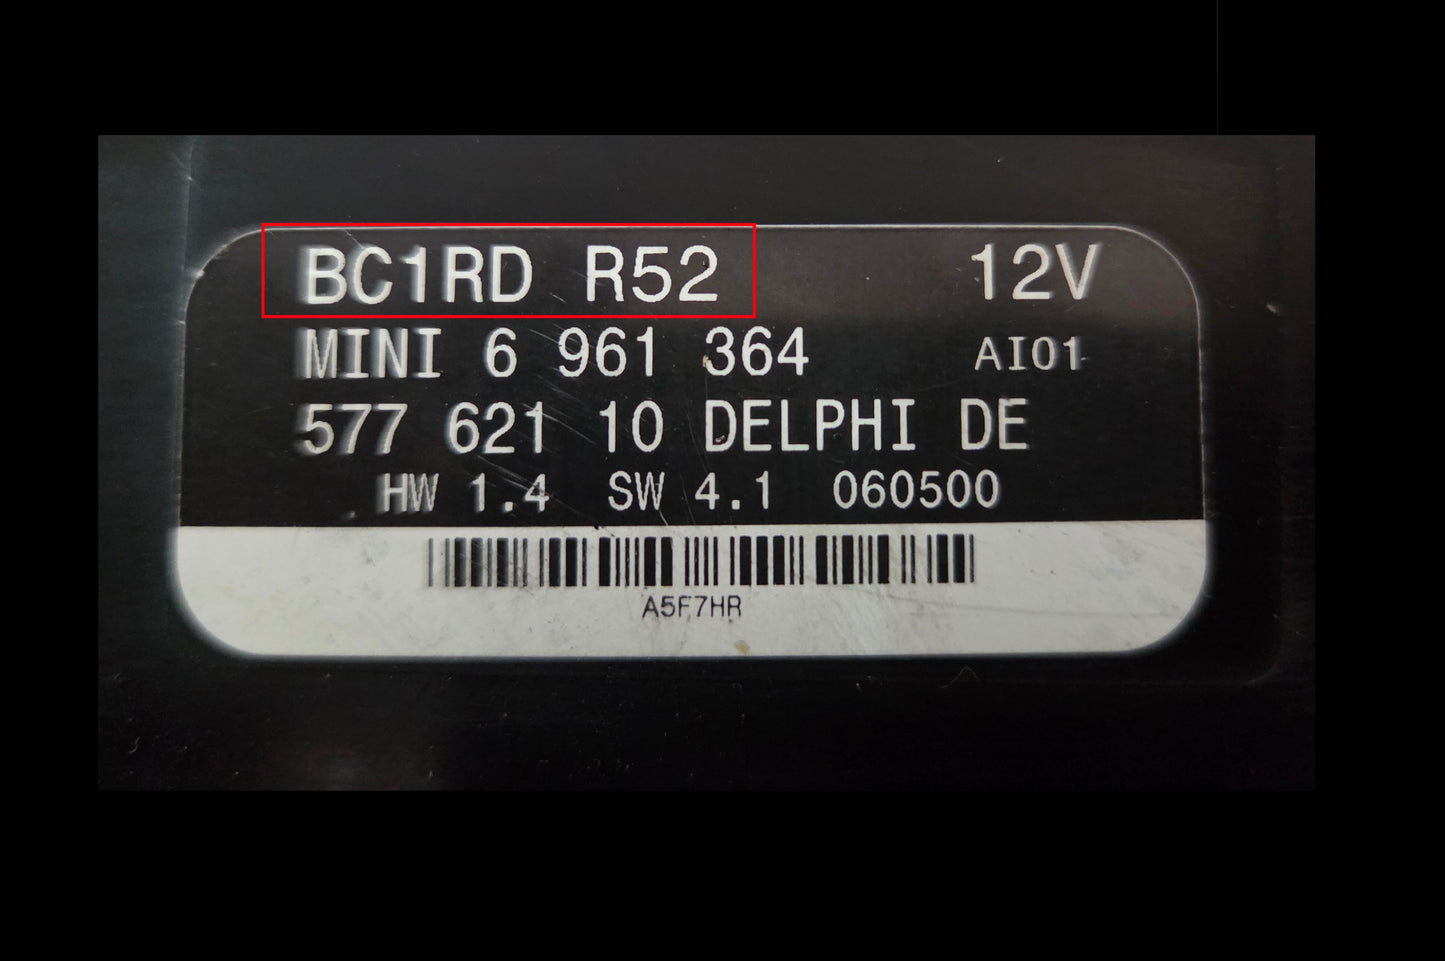 BC1RD R52 12V
MINI 6 961 364 AI01
577 621 10 DELPHI DE
HW 1.4 SW 4.1 060500
A5F7HR